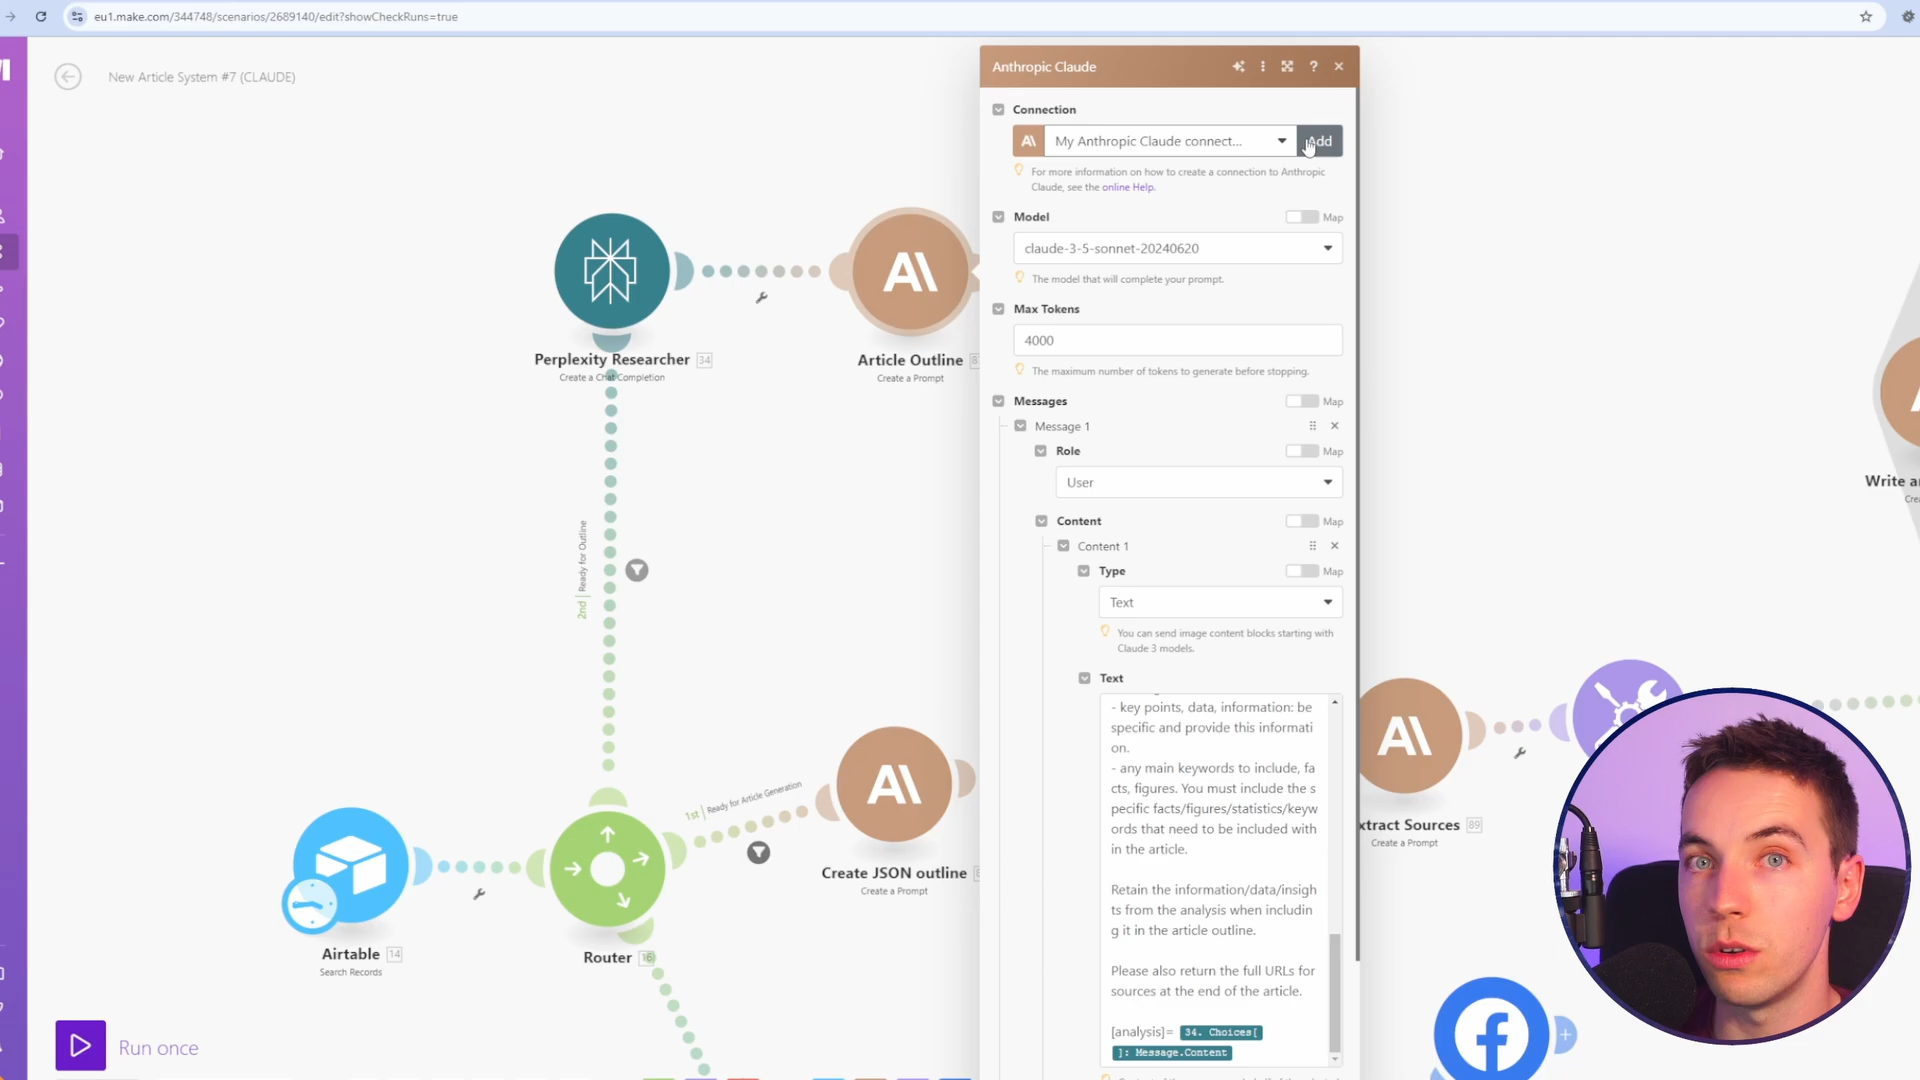 eu1.make.com/344748/scenarios/2689140/edit?showCheckRuns=true
New Article System #7 (CLAUDE)
Anthropic Claude
?
Connection
My Anthropic Claude connect...
Add
For more information on how to create a connection to Anthropic
Claude, see the online Help.
Model
Map
claude-3-5-sonnet-20240620
The model that will complete your prompt.
Max Tokens
4000
The maximum number of tokens to generate before stopping.
Messages
Map
Message 1
Role
Map
User
Content
Map
Content 1
Type
Map
Text
You can send image content blocks starting with
Claude 3 models.
Text
- key points, data, information: be
specific and provide this informati
on.
- any main keywords to include, fa
cts, figures. You must include the s
pecific facts/figures/statistics/keyw
ords that need to be included with
in the article.
Retain the information/data/insigh
ts from the analysis when includin
g it in the article outline.
Please also return the full URLs for
sources at the end of the article.
[analysis]= 34. Choices[
]: Message.Content
Perplexity Researcher 34
Create a Chat Completion
Article Outline
Create a Prompt
2nd | Ready for Outline
1st | Ready for Article Generation
Create JSON outline
Create a Prompt
Airtable 14
Search Records
Router 16
xtract Sources 89
Create a Prompt
Write
Run once